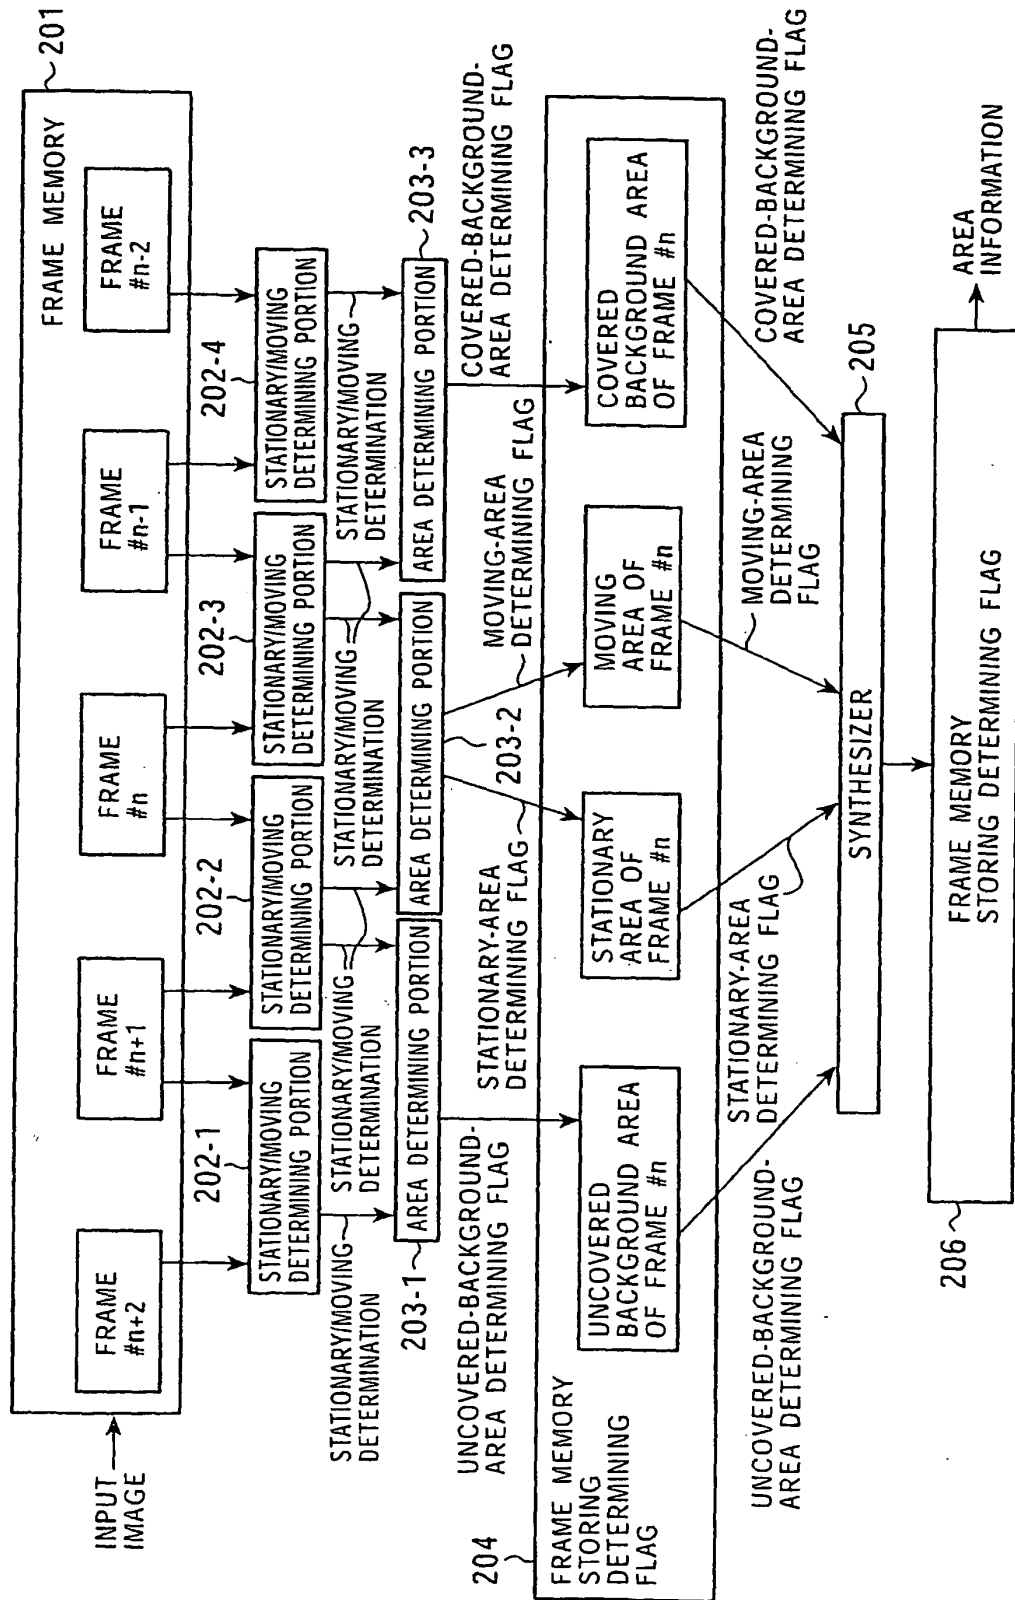 INPUT
IMAGE
FRAME MEMORY
201
FRAME
#n+2
FRAME
#n+1
FRAME
#n
FRAME
#n-1
FRAME
#n-2
202-1
202-2
202-3
202-4
STATIONARY/MOVING
DETERMINING PORTION
STATIONARY/MOVING
DETERMINING PORTION
STATIONARY/MOVING
DETERMINING PORTION
STATIONARY/MOVING
DETERMINING PORTION
STATIONARY/MOVING
DETERMINATION
STATIONARY/MOVING
DETERMINATION
STATIONARY/MOVING
DETERMINATION
STATIONARY/MOVING
DETERMINATION
203-1
AREA DETERMINING PORTION
AREA DETERMINING PORTION
203-2
AREA DETERMINING PORTION
203-3
UNCOVERED-BACKGROUND-
AREA DETERMINING FLAG
STATIONARY-AREA
DETERMINING FLAG
MOVING-AREA
DETERMINING FLAG
COVERED-BACKGROUND-
AREA DETERMINING FLAG
204
FRAME MEMORY
STORING
DETERMINING
FLAG
UNCOVERED
BACKGROUND AREA
OF FRAME #n
STATIONARY
AREA OF
FRAME #n
MOVING
AREA OF
FRAME #n
COVERED
BACKGROUND AREA
OF FRAME #n
UNCOVERED-BACKGROUND-
AREA DETERMINING FLAG
STATIONARY-AREA
DETERMINING FLAG
MOVING-AREA
DETERMINING
FLAG
COVERED-BACKGROUND-
AREA DETERMINING FLAG
SYNTHESIZER
205
206
FRAME MEMORY
STORING DETERMINING FLAG
AREA
INFORMATION